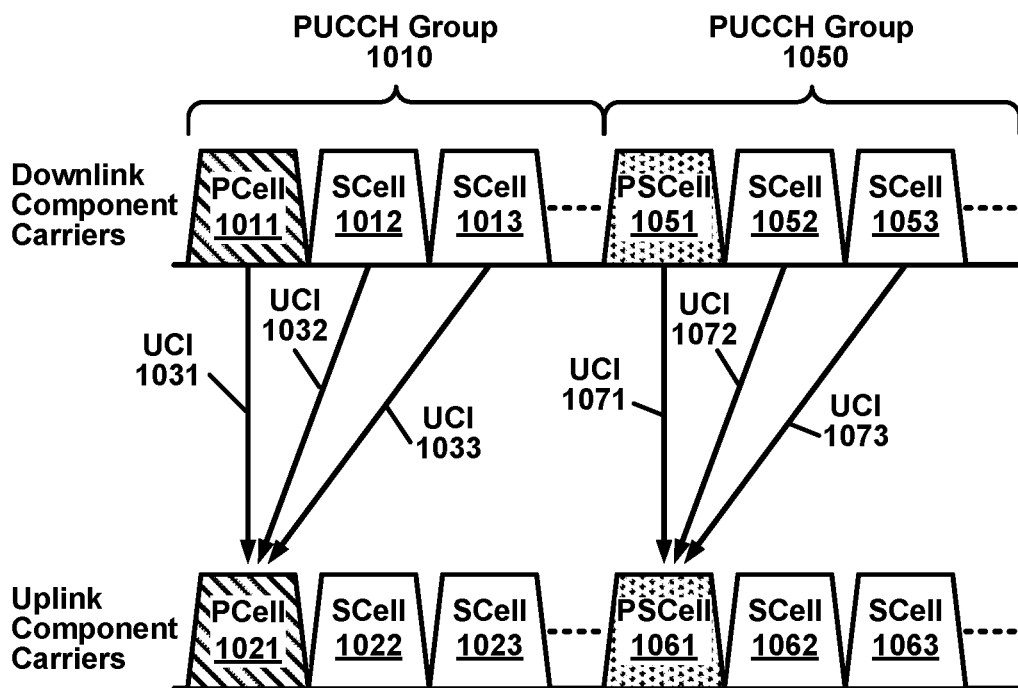 PUCCH Group
1010
PUCCH Group
1050
Downlink
Component
Carriers
PCell
1011
SCell
1012
SCell
1013
PSCell
1051
SCell
1052
SCell
1053
UCI
1031
UCI
1032
UCI
1033
UCI
1071
UCI
1072
UCI
1073
Uplink
Component
Carriers
PCell
1021
SCell
1022
SCell
1023
PSCell
1061
SCell
1062
SCell
1063